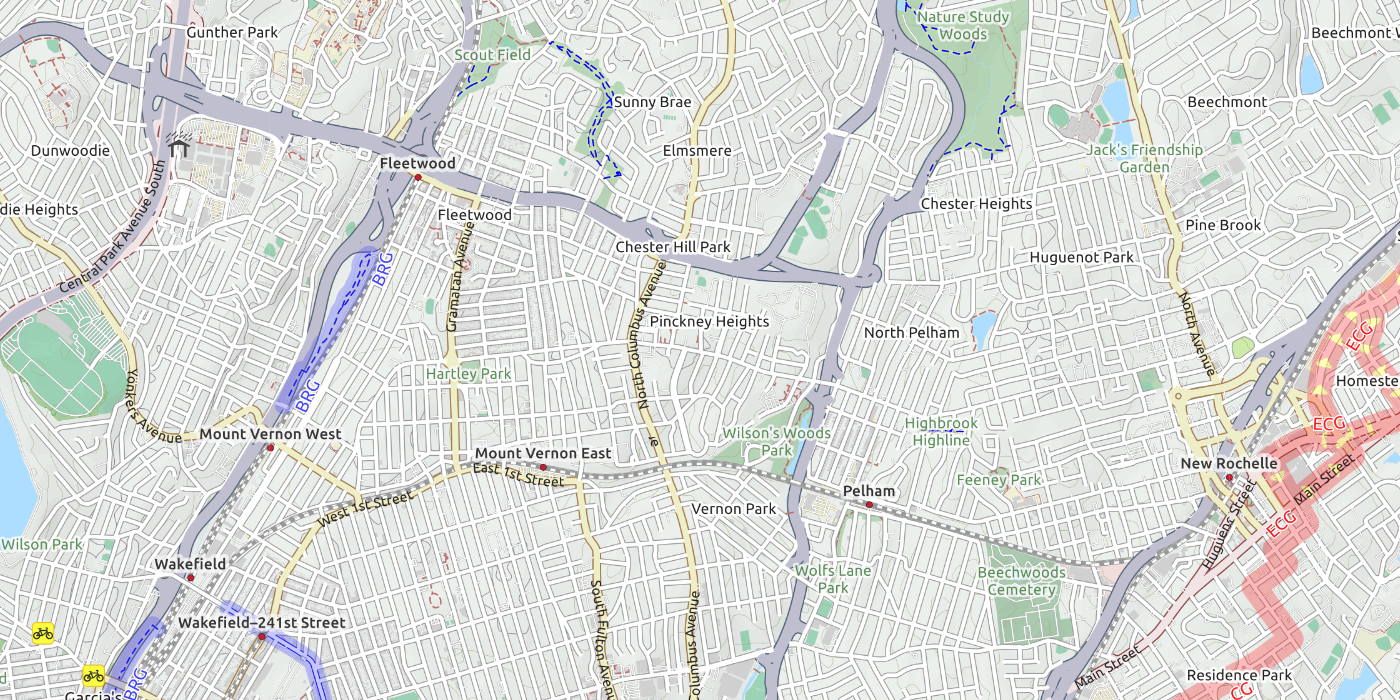 Nature Study
Woods
Gunther Park
Beechmont W
Scout Field
Sunny Brae
Beechmont
Dunwoodie
Elmsmere
Jack's Friendship
Garden
Fleetwood
die Heights
Fleetwood
Chester Heights
Central Park Avenue South
Pine Brook
Chester Hill Park
Huguenot Park
BRG
Gramatan Avenue
North Columbus Avenue
Pinckney Heights
North Pelham
North Avenue
ECG
Yonkers Avenue
BRG
Hartley Park
Homeste
Mount Vernon West
Wilson's Woods
Park
Highbrook
Highline
ECG
Mount Vernon East
East 1st Street
New Rochelle
Main Street
West 1st Street
Pelham
Feeney Park
Vernon Park
ECG
Huguenot Street
Wilson Park
Wakefield
Wolfs Lane
Park
Beechwoods
Cemetery
Wakefield–241st Street
South Fulton Avenu
olumbus Avenue
Main Street
Residence Park
BRG
CG
Garcia's